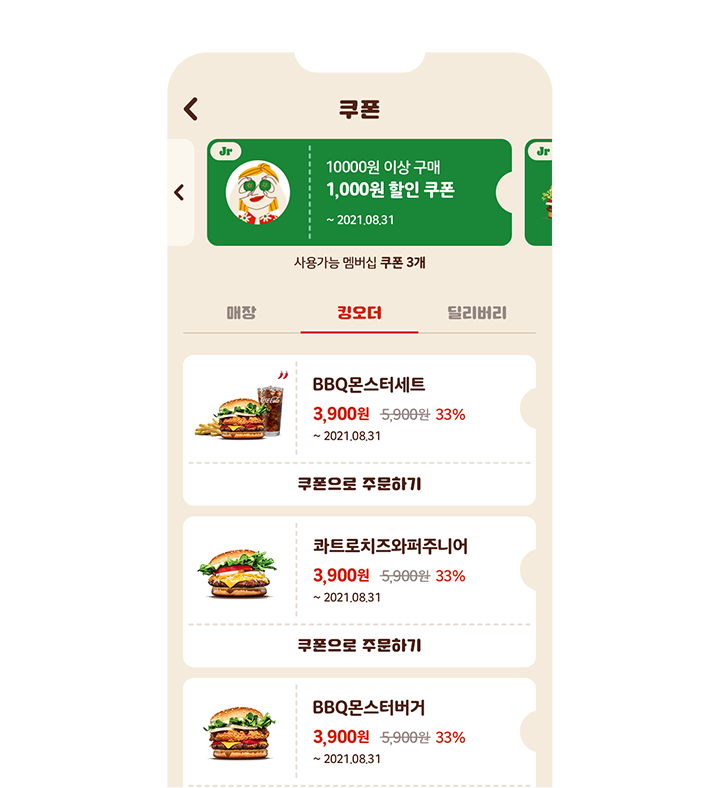 쿠폰
Jr
10000원 이상 구매
1,000원 할인 쿠폰
~ 2021.08.31
Jr
사용가능 멤버십 쿠폰 3개
매장 킹오더 딜리버리
BBQ몬스터세트
3,900원 5,900원 33%
~ 2021.08.31
쿠폰으로 주문하기
콰트로치즈와퍼주니어
3,900원 5,900원 33%
~ 2021.08.31
쿠폰으로 주문하기
BBQ몬스터버거
3,900원 5,900원 33%
~ 2021.08.31